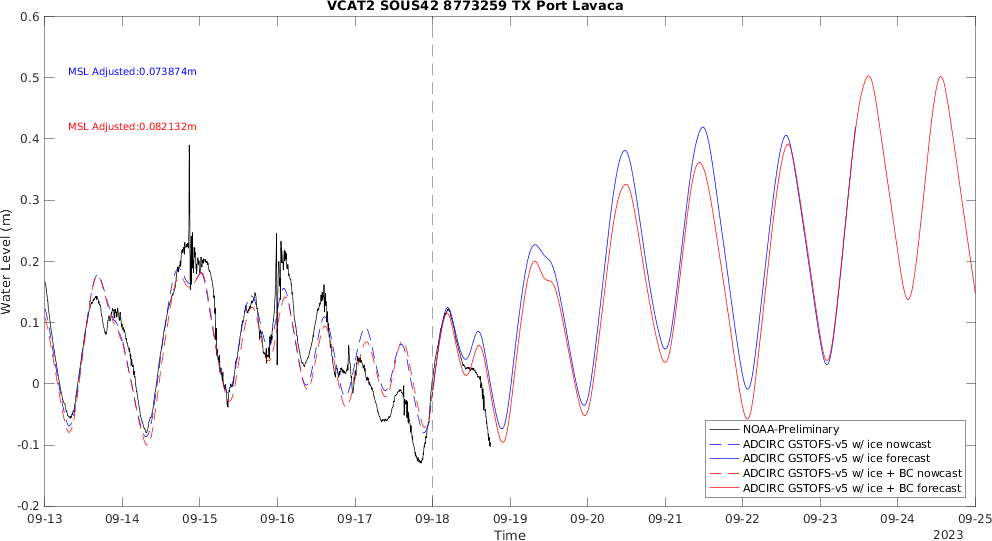 VCAT2 SOUS42 8773259 TX Port Lavaca
0.6
0.5
0.4
0.3
0.2
0.1
0
-0.1
-0.2
Water Level (m)
MSL Adjusted:0.073874m
MSL Adjusted:0.082132m
NOAA-Preliminary
ADCIRC GSTOFS-v5 w/ ice nowcast
ADCIRC GSTOFS-v5 w/ ice forecast
ADCIRC GSTOFS-v5 w/ ice + BC nowcast
ADCIRC GSTOFS-v5 w/ ice + BC forecast
09-13 09-14 09-15 09-16 09-17 09-18 09-19 09-20 09-21 09-22 09-23 09-24 09-25
Time
2023